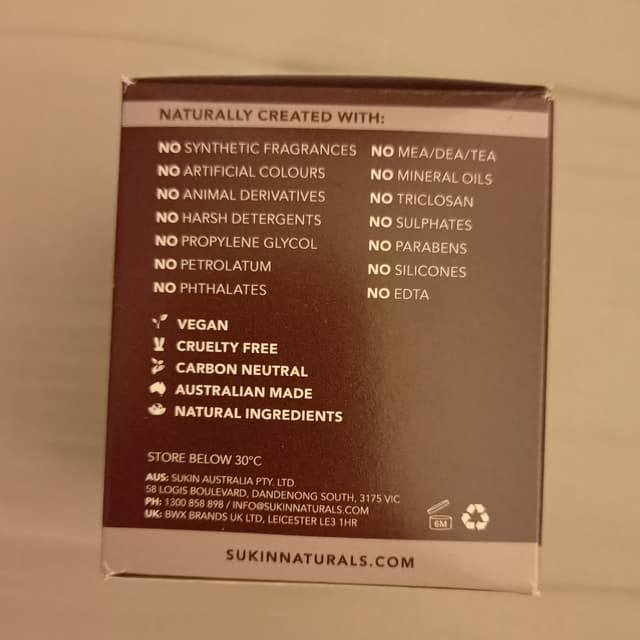 NATURALLY CREATED WITH:
NO SYNTHETIC FRAGRANCES
NO ARTIFICIAL COLOURS
NO ANIMAL DERIVATIVES
NO HARSH DETERGENTS
NO PROPYLENE GLYCOL
NO PETROLATUM
NO PHTHALATES
NO MEA/DEA/TEA
NO MINERAL OILS
NO TRICLOSAN
NO SULPHATES
NO PARABENS
NO SILICONES
NO EDTA
VEGAN
CRUELTY FREE
CARBON NEUTRAL
AUSTRALIAN MADE
NATURAL INGREDIENTS
STORE BELOW 30°C
AUS: SUKIN AUSTRALIA PTY. LTD.
58 LOGIS BOULEVARD, DANDENONG SOUTH, 3175 VIC
PH: 1300 858 898 / INFO@SUKINNATURALS.COM
UK: BWX BRANDS UK LTD, LEICESTER LE3 1HR
6M
SUKINNATURALS.COM